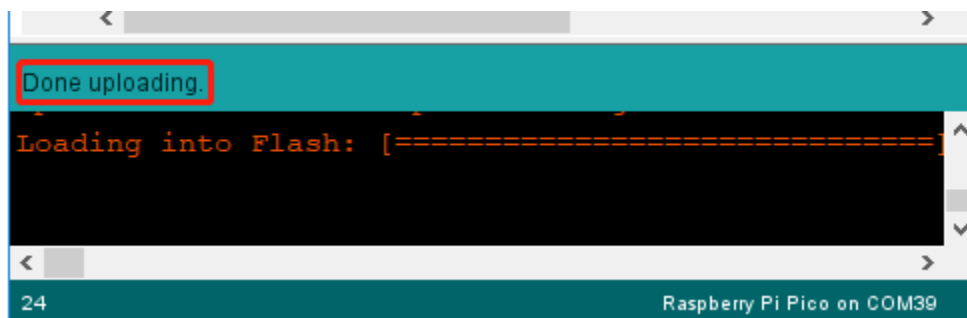 Done uploading.
Loading into Flash: [==============================]
24
Raspberry Pi Pico on COM39